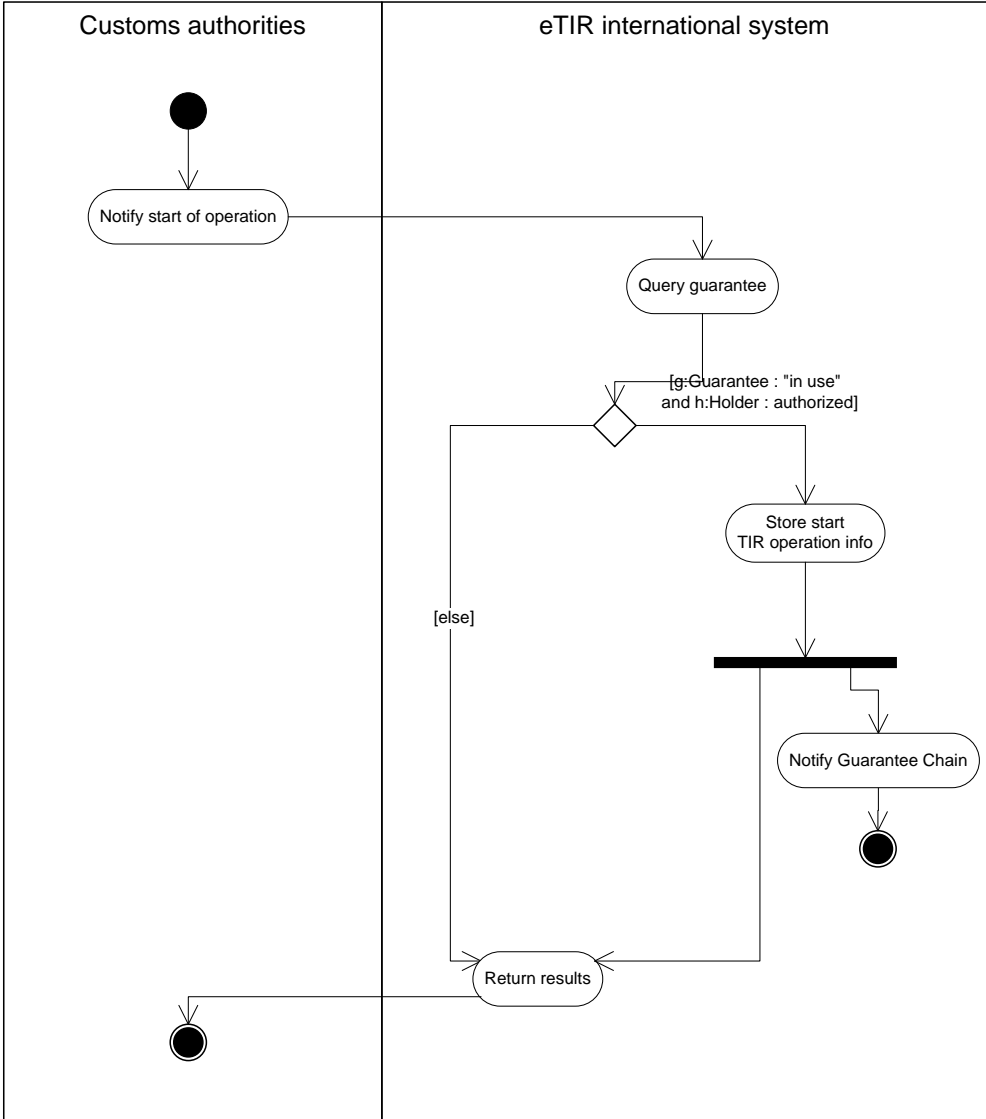 Customs authorities
eTIR international system
Notify start of operation
Query guarantee
[g:Guarantee : "in use"
and h:Holder : authorized]
Store start
TIR operation info
[else]
Notify Guarantee Chain
Return results